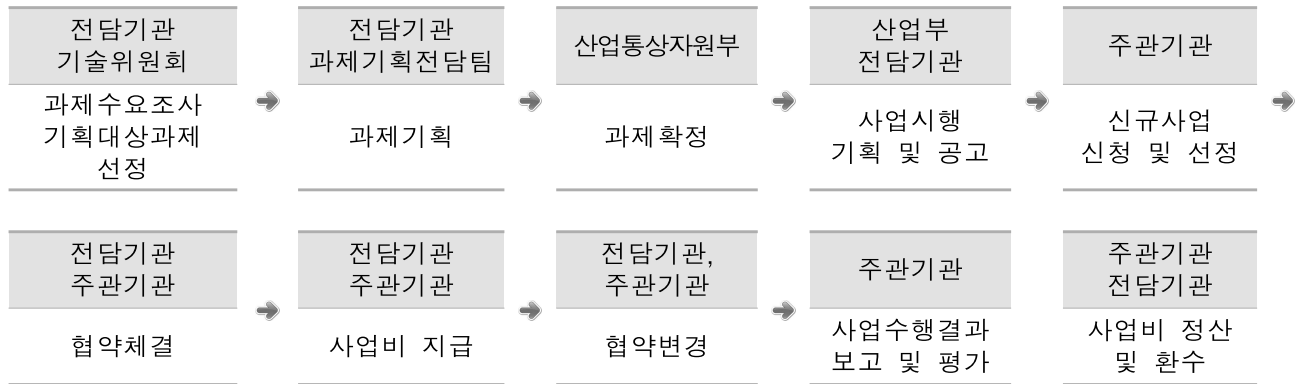 전담기관
기술위원회
과제수요조사
기획대상과제
선정
전담기관
과제기획전담팀
과제기획
산업통상자원부
과제확정
산업부
전담기관
사업시행
기획 및 공고
주관기관
신규사업
신청 및 선정
전담기관
주관기관
협약체결
전담기관
주관기관
사업비 지급
전담기관,
주관기관
협약변경
주관기관
사업수행결과
보고 및 평가
주관기관
전담기관
사업비 정산
및 환수